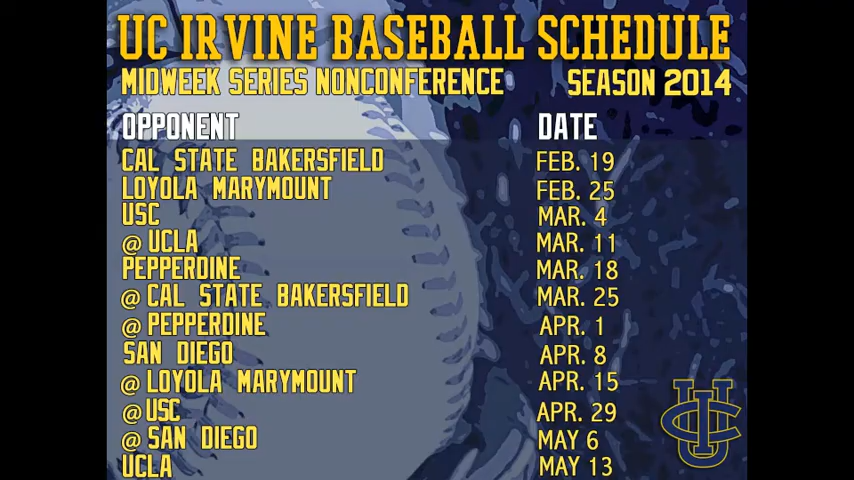 UC IRVINE BASEBALL SCHEDULE
MIDWEEK SERIES NONCONFERENCE SEASON 2014
OPPONENT DATE
CAL STATE BAKERSFIELD FEB. 19
LOYOLA MARYMOUNT FEB. 25
USC MAR. 4
@ UCLA MAR. 11
PEPPERDINE MAR. 18
@ CAL STATE BAKERSFIELD MAR. 25
@ PEPPERDINE APR. 1
SAN DIEGO APR. 8
@ LOYOLA MARYMOUNT APR. 15
@ USC APR. 29
@ SAN DIEGO MAY 6
UCLA MAY 13
UCI